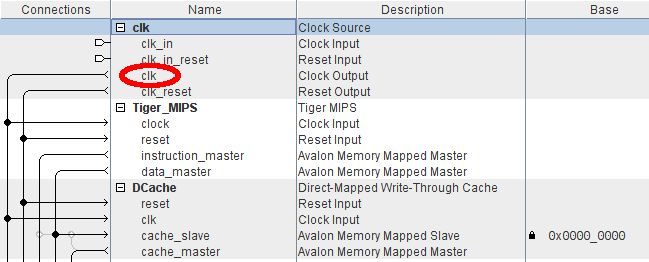 Connections Name Description Base
clk Clock Source
clk_in Clock Input
clk_in_reset Reset Input
clk Clock Output
clk_reset Reset Output
Tiger_MIPS Tiger MIPS
clock Clock Input
reset Reset Input
instruction_master Avalon Memory Mapped Master
data_master Avalon Memory Mapped Master
DCache Direct-Mapped Write-Through Cache
reset Reset Input
clk Clock Input
cache_slave Avalon Memory Mapped Slave 0x0000_0000
cache_master Avalon Memory Mapped Master